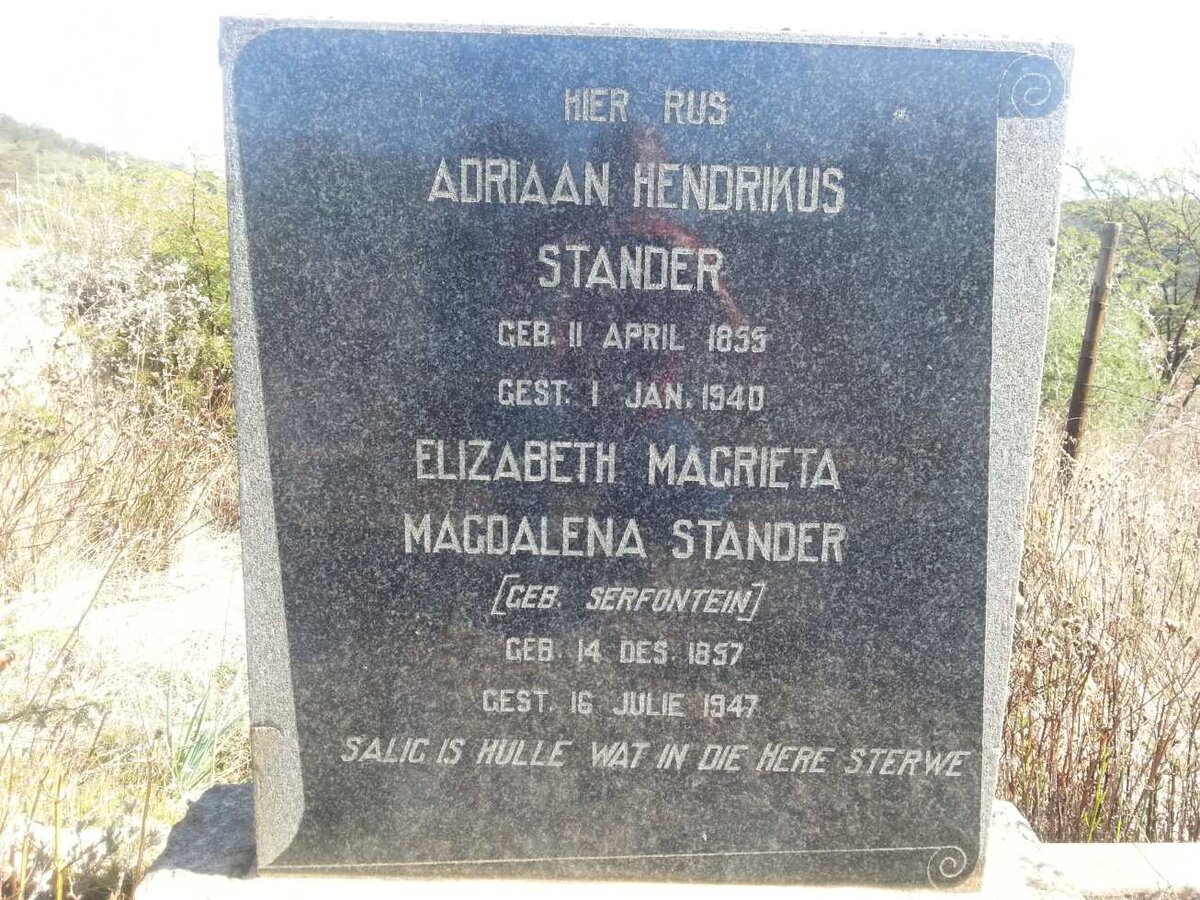 HIER RUS
ADRIAAN HENDRIKUS
STANDER
GEB. 11 APRIL 1855
GEST. 1 JAN. 1940
ELIZABETH MAGRIETA
MAGDALENA STANDER
[GEB. SERFONTEIN]
GEB. 14 DES. 1857
GEST. 16 JULIE 1947
SALIG IS HULLE WAT IN DIE HERE STERWE